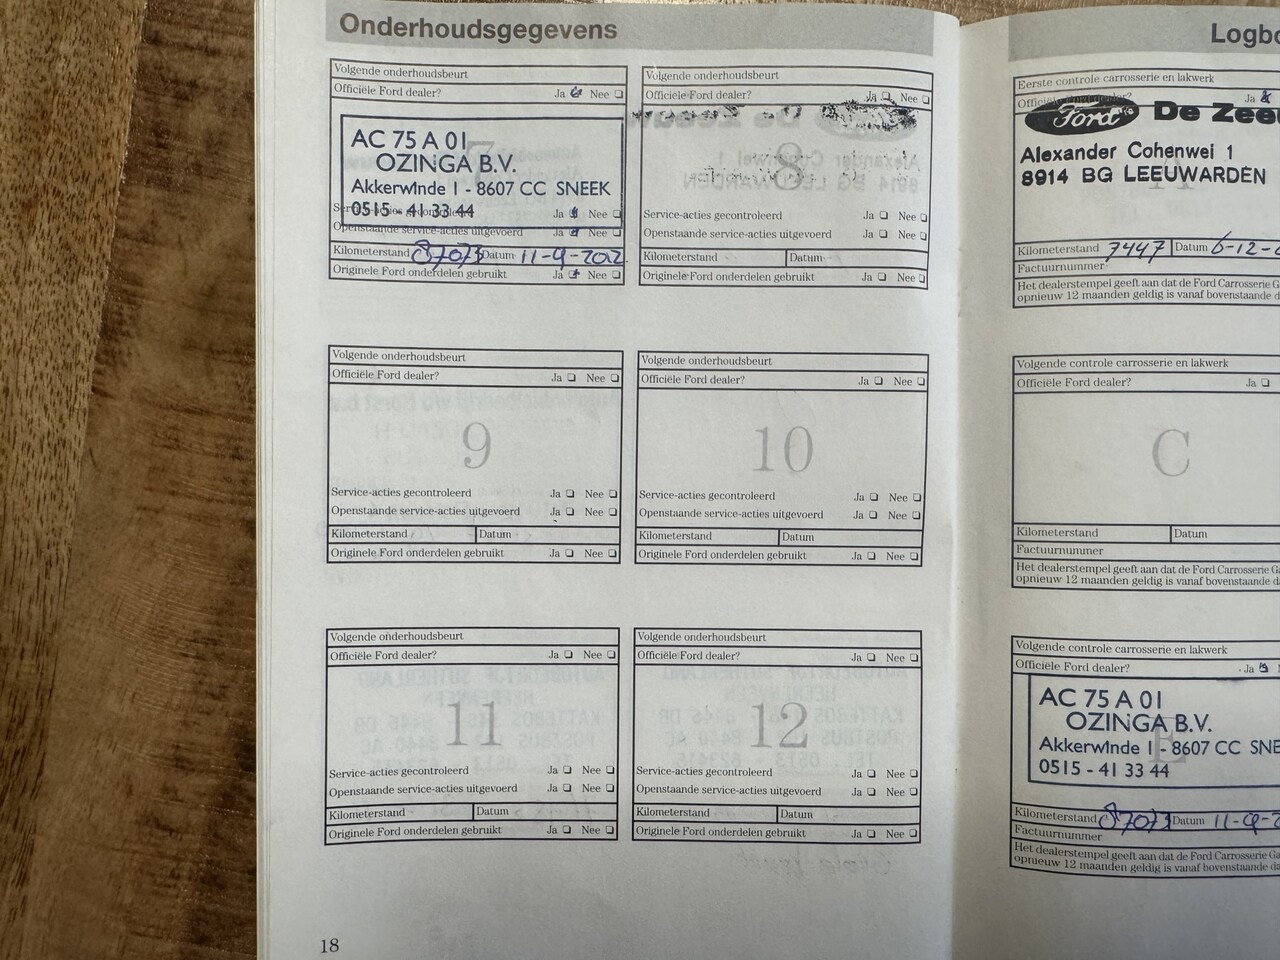 Onderhoudsgegevens
Volgende onderhoudsbeurt
Officiële Ford dealer? Ja Nee
AC 75 A 01
OZINGA B.V.
Akkerwinde 1 - 8607 CC SNEEK
0515 - 41 33 44
Ja Nee
Openstaande service-acties uitgevoerd Ja
Kilometerstand 87073 Datum 11-9-2012
Originele Ford onderdelen gebruikt Ja Nee
Volgende onderhoudsbeurt
Officiële Ford dealer? Ja Nee
8
Service-acties gecontroleerd Ja Nee
Openstaande service-acties uitgevoerd Ja Nee
Kilometerstand Datum
Originele Ford onderdelen gebruikt Ja Nee
Volgende onderhoudsbeurt
Officiële Ford dealer? Ja Nee
9
Service-acties gecontroleerd Ja Nee
Openstaande service-acties uitgevoerd Ja Nee
Kilometerstand Datum
Originele Ford onderdelen gebruikt Ja Nee
Volgende onderhoudsbeurt
Officiële Ford dealer? Ja Nee
10
Service-acties gecontroleerd Ja Nee
Openstaande service-acties uitgevoerd Ja Nee
Kilometerstand Datum
Originele Ford onderdelen gebruikt Ja Nee
Volgende onderhoudsbeurt
Officiële Ford dealer? Ja Nee
11
Service-acties gecontroleerd Ja Nee
Openstaande service-acties uitgevoerd Ja Nee
Kilometerstand Datum
Originele Ford onderdelen gebruikt Ja Nee
Volgende onderhoudsbeurt
Officiële Ford dealer? Ja Nee
12
Service-acties gecontroleerd Ja Nee
Openstaande service-acties uitgevoerd Ja Nee
Kilometerstand Datum
Originele Ford onderdelen gebruikt Ja Nee
18
Logbo
Eerste controle carrosserie en lakwerk
Ja
Ford De Zee
Alexander Cohenwei 1
8914 BG LEEUWARDEN
A
Kilometerstand 7447 Datum 6-12-
Factuurnummer
Het dealerstempel geeft aan dat de Ford Carrosserie Ga
opnieuw 12 maanden geldig is vanaf bovenstaande d
Volgende controle carrosserie en lakwerk
Officiële Ford dealer? Ja
C
Kilometerstand Datum
Factuurnummer
Het dealerstempel geeft aan dat de Ford Carrosserie Ga
opnieuw 12 maanden geldig is vanaf bovenstaande da
Volgende controle carrosserie en lakwerk
Officiële Ford dealer? Ja
AC 75 A 01
OZINGA B.V.
E
Akkerwinde 1 - 8607 CC SNE
0515 - 41 33 44
Kilometerstand 87073 Datum 11-9-2
Factuurnummer
Het dealerstempel geeft aan dat de Ford Carrosserie Ga
opnieuw 12 maanden geldig is vanaf bovenstaande da